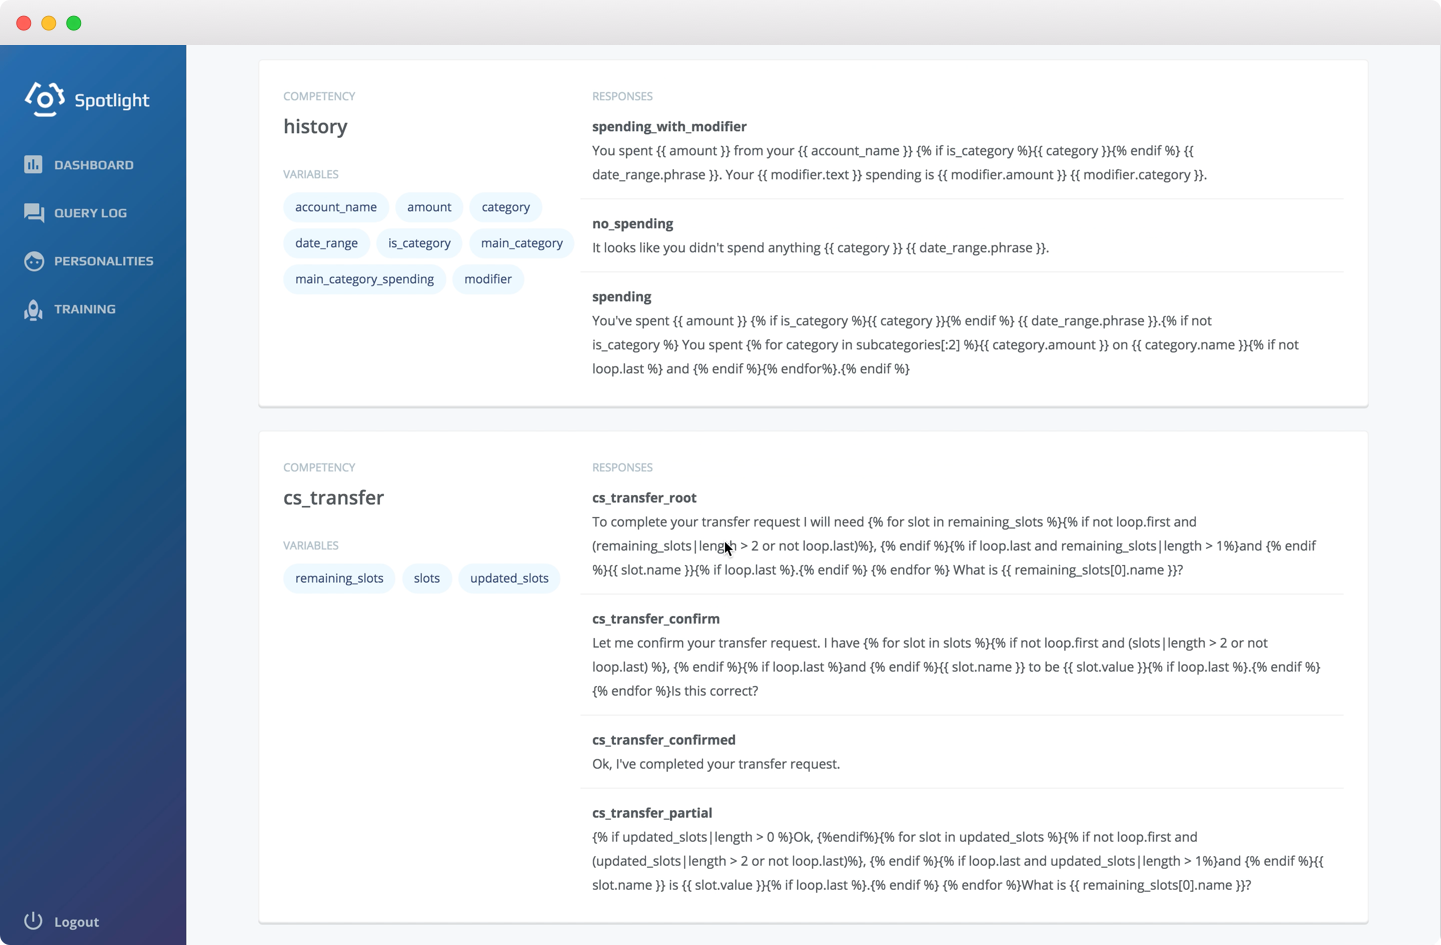 Spotlight
DASHBOARD
QUERY LOG
PERSONALITIES
TRAINING
Logout
COMPETENCY
history
VARIABLES
account_name amount category
date_range is_category main_category
main_category_spending modifier
RESPONSES
spending_with_modifier
You spent {{ amount }} from your {{ account_name }} {% if is_category %}{{ category }}{% endif %} {{
date_range.phrase }}. Your {{ modifier.text }} spending is {{ modifier.amount }} {{ modifier.category }}.
no_spending
It looks like you didn't spend anything {{ category }} {{ date_range.phrase }}.
spending
You've spent {{ amount }} {% if is_category %}{{ category }}{% endif %} {{ date_range.phrase }}.{% if not
is_category %} You spent {% for category in subcategories[:2] %}{{ category.amount }} on {{ category.name }}{% if not
loop.last %} and {% endif %}{% endfor%}.{% endif %}
COMPETENCY
cs_transfer
VARIABLES
remaining_slots slots updated_slots
RESPONSES
cs_transfer_root
To complete your transfer request I will need {% for slot in remaining_slots %}{% if not loop.first and
(remaining_slots|length > 2 or not loop.last)%}, {% endif %}{% if loop.last and remaining_slots|length > 1%}and {% endif
%}{{ slot.name }}{% if loop.last %}.{% endif %} {% endfor %} What is {{ remaining_slots[0].name }}?
cs_transfer_confirm
Let me confirm your transfer request. I have {% for slot in slots %}{% if not loop.first and (slots|length > 2 or not
loop.last) %}, {% endif %}{% if loop.last %}and {% endif %}{{ slot.name }} to be {{ slot.value }}{% if loop.last %}.{% endif %}
{% endfor %}Is this correct?
cs_transfer_confirmed
Ok, I've completed your transfer request.
cs_transfer_partial
{% if updated_slots|length > 0 %}Ok, {%endif%}{% for slot in updated_slots %}{% if not loop.first and
(updated_slots|length > 2 or not loop.last)%}, {% endif %}{% if loop.last and updated_slots|length > 1%}and {% endif %}{{
slot.name }} is {{ slot.value }}{% if loop.last %}.{% endif %} {% endfor %}What is {{ remaining_slots[0].name }}?